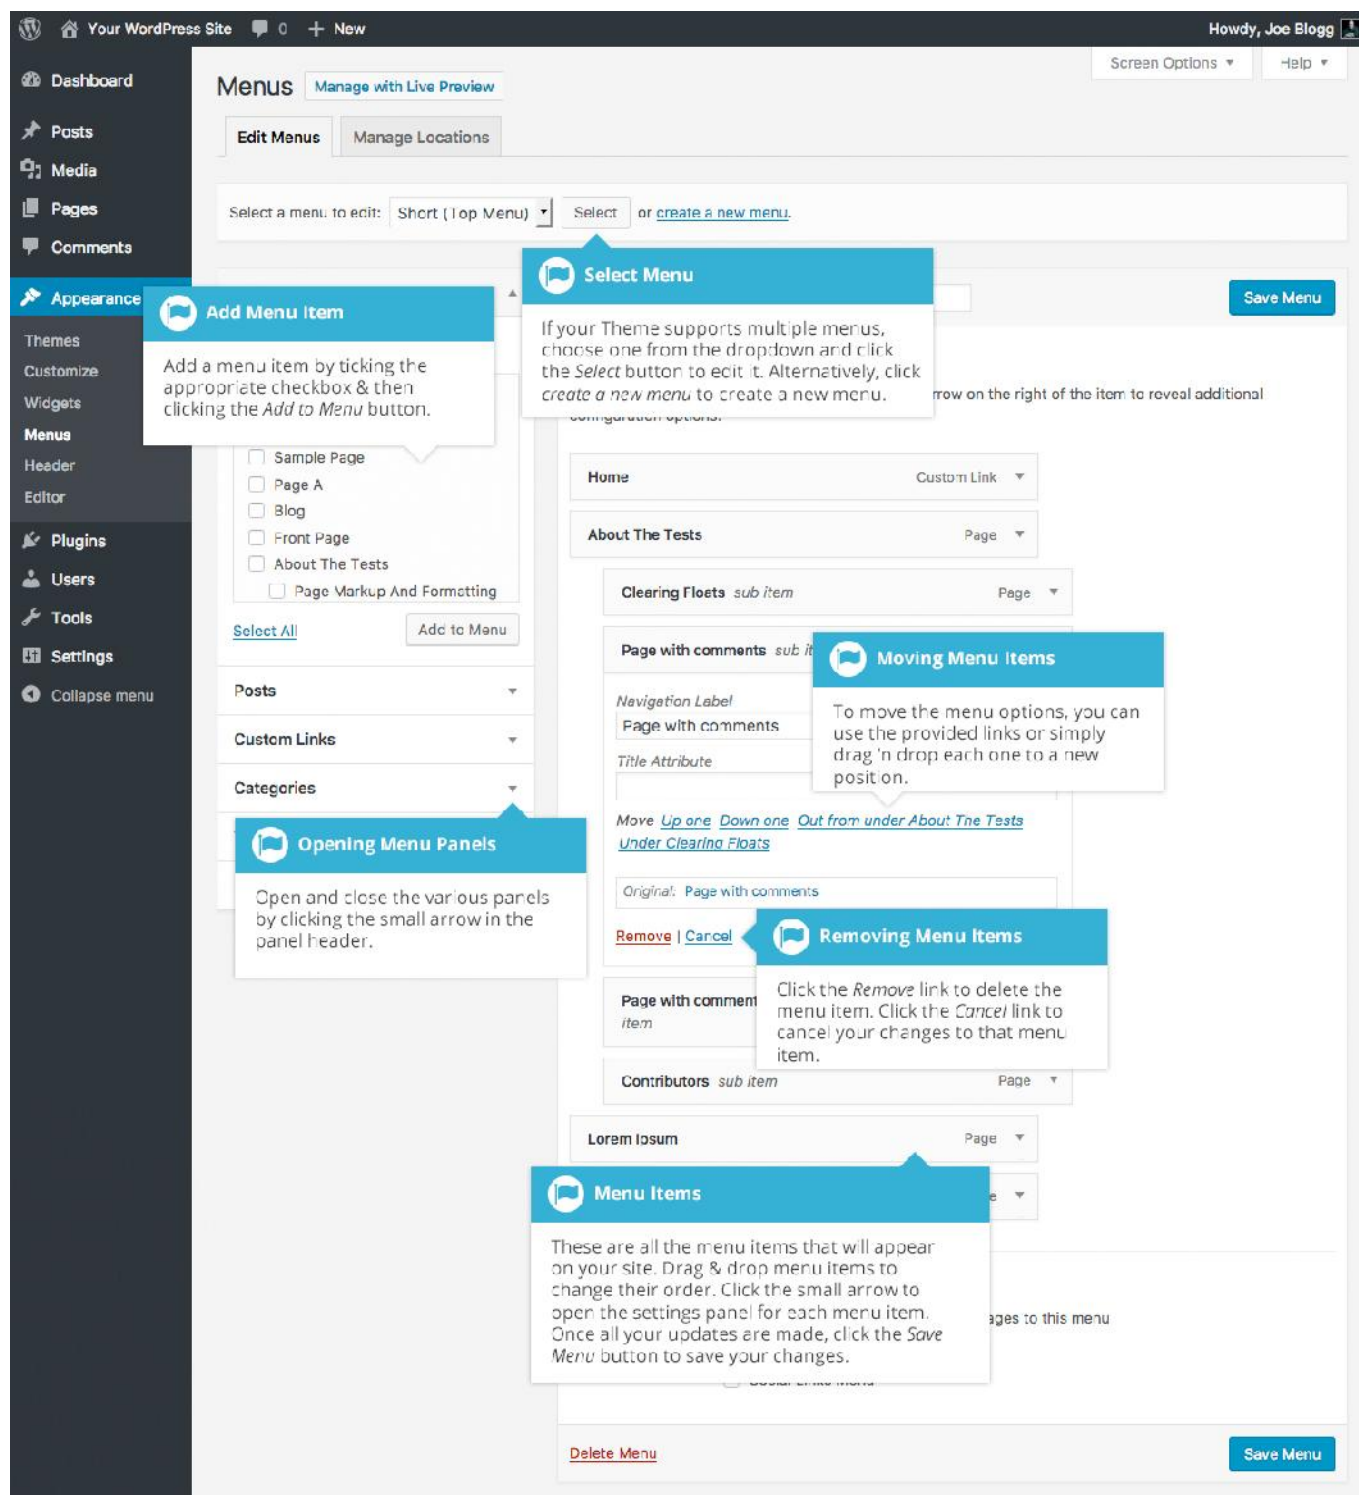 Your WordPress Site 0 + New Howdy, Joe Blogg
Screen Options Help
Dashboard
Posts
Media
Pages
Comments
Appearance
Themes
Customize
Widgets
Menus
Header
Editor
Plugins
Users
Tools
Settings
Collapse menu
Menus Manage with Live Preview
Edit Menus Manage Locations
Select a menu to edit: Short (Top Menu) Select or create a new menu.
Select Menu
If your Theme supports multiple menus,
choose one from the dropdown and click
the Select button to edit it. Alternatively, click
create a new menu to create a new menu.
Save Menu
Add Menu Item
Add a menu item by ticking the
appropriate checkbox & then
clicking the Add to Menu button.
Sample Page
Page A
Blog
Front Page
About The Tests
Page Markup And Formatting
Select All Add to Menu
Posts
Custom Links
Categories
Opening Menu Panels
Open and close the various panels
by clicking the small arrow in the
panel header.
on the right of the item to reveal additional
configuration options.
Home Custom Link
About The Tests Page
Clearing Floats sub item Page
Page with comments sub
Moving Menu Items
To move the menu options, you can
use the provided links or simply
drag 'n drop each one to a new
position.
Navigation Label
Page with comments
Title Attribute
Move Up one Down one Out from under About The Tests
Under Clearing Floats
Original: Page with comments
Remove | Cancel
Removing Menu Items
Click the Remove link to delete the
menu item. Click the Cancel link to
cancel your changes to that menu
item.
Page with comment
item
Contributors sub item Page
Lorem Ipsum Page
Menu Items
These are all the menu items that will appear
on your site. Drag & drop menu items to
change their order. Click the small arrow to
open the settings panel for each menu item.
Once all your updates are made, click the Save
Menu button to save your changes.
ages to this menu
Social Links Menu
Delete Menu Save Menu